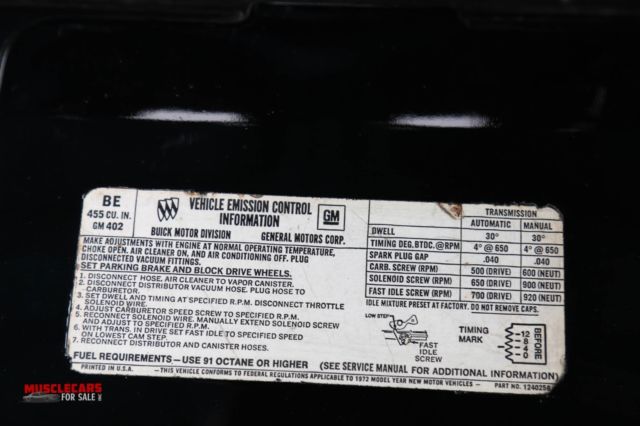 BE
455 CU. IN.
GM 402
VEHICLE EMISSION CONTROL
INFORMATION
BUICK MOTOR DIVISION GENERAL MOTORS CORP.
GM
MAKE ADJUSTMENTS WITH ENGINE AT NORMAL OPERATING TEMPERATURE,
CHOKE OPEN, AIR CLEANER ON, AND AIR CONDITIONING OFF. PLUG
DISCONNECTED VACUUM FITTINGS.
SET PARKING BRAKE AND BLOCK DRIVE WHEELS.
1. DISCONNECT HOSE, AIR CLEANER TO VAPOR CANISTER.
2. DISCONNECT DISTRIBUTOR VACUUM HOSE. PLUG HOSE TO
CARBURETOR.
3. SET DWELL AND TIMING AT SPECIFIED R.P.M. DISCONNECT THROTTLE
SOLENOID WIRE.
4. ADJUST CARBURETOR SPEED SCREW TO SPECIFIED R.P.M.
5. RECONNECT SOLENOID WIRE. MANUALLY EXTEND SOLENOID SCREW
AND ADJUST TO SPECIFIED R.P.M.
6. WITH TRANS. IN DRIVE SET FAST IDLE TO SPECIFIED SPEED
ON LOWEST CAM STEP.
7. RECONNECT DISTRIBUTOR AND CANISTER HOSES.
TRANSMISSION
AUTOMATIC MANUAL
DWELL 30° 30°
TIMING DEG.BTDC.@RPM 4° @ 650 4° @ 650
SPARK PLUG GAP .040 .040
CARB. SCREW (RPM) 500 (DRIVE) 600 (NEUT)
SOLENOID SCREW (RPM) 650 (DRIVE) 900 (NEUT)
FAST IDLE SCREW (RPM) 700 (DRIVE) 920 (NEUT)
IDLE MIXTURE PRESET AT FACTORY. DO NOT REMOVE CAPS.
LOW STEP
FAST
IDLE
SCREW
TIMING
MARK
12
8
4
0
BEFORE
FUEL REQUIREMENTS – USE 91 OCTANE OR HIGHER (SEE SERVICE MANUAL FOR ADDITIONAL INFORMATION)
PRINTED IN U.S.A. – THIS VEHICLE CONFORMS TO FEDERAL REGULATIONS APPLICABLE TO 1972 MODEL YEAR NEW MOTOR VEHICLES – PART NO. 1240256
MUSCLECARS
FOR SALE INC